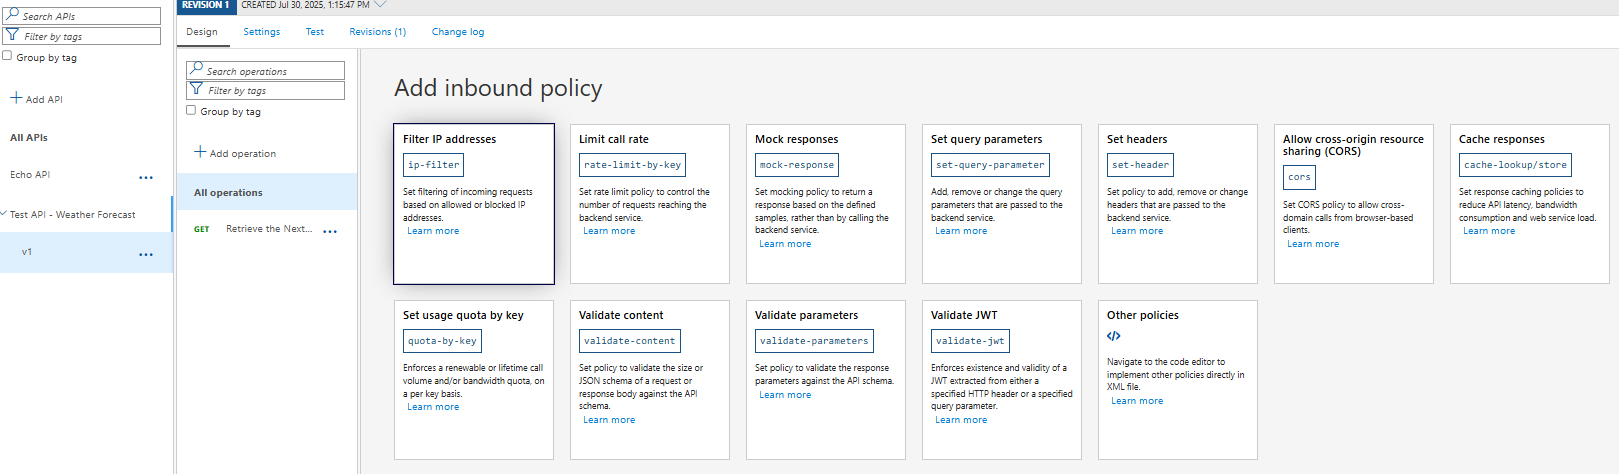 Search APIs
Filter by tags
Group by tag
Add API
All APIs
Echo API
...
Test API - Weather Forecast
v1
...
REVISION 1
CREATED Jul 30, 2025, 1:15:47 PM
Design
Settings
Test
Revisions (1)
Change log
Search operations
Filter by tags
Group by tag
Add operation
All operations
GET
Retrieve the Next...
...
Add inbound policy
Filter IP addresses
ip-filter
Set filtering of incoming requests
based on allowed or blocked IP
addresses.
Learn more
Limit call rate
rate-limit-by-key
Set rate limit policy to control the
number of requests reaching the
backend service.
Learn more
Mock responses
mock-response
Set mocking policy to return a
response based on the defined
samples, rather than by calling the
backend service.
Learn more
Set query parameters
set-query-parameter
Add, remove or change the query
parameters that are passed to the
backend service.
Learn more
Set headers
set-header
Set policy to add, remove or change
headers that are passed to the
backend service.
Learn more
Allow cross-origin resource
sharing (CORS)
cors
Set CORS policy to allow cross-
domain calls from browser-based
clients.
Learn more
Cache responses
cache-lookup/store
Set response caching policies to
reduce API latency, bandwidth
consumption and web service load.
Learn more
Set usage quota by key
quota-by-key
Enforces a renewable or lifetime call
volume and/or bandwidth quota, on
a per key basis.
Learn more
Validate content
validate-content
Set policy to validate the size or
JSON schema of a request or
response body against the API
schema.
Learn more
Validate parameters
validate-parameters
Set policy to validate the response
parameters against the API schema.
Learn more
Validate JWT
validate-jwt
Enforces existence and validity of a
JWT extracted from either a
specified HTTP header or a specified
query parameter.
Learn more
Other policies
</>
Navigate to the code editor to
implement other policies directly in
XML file.
Learn more